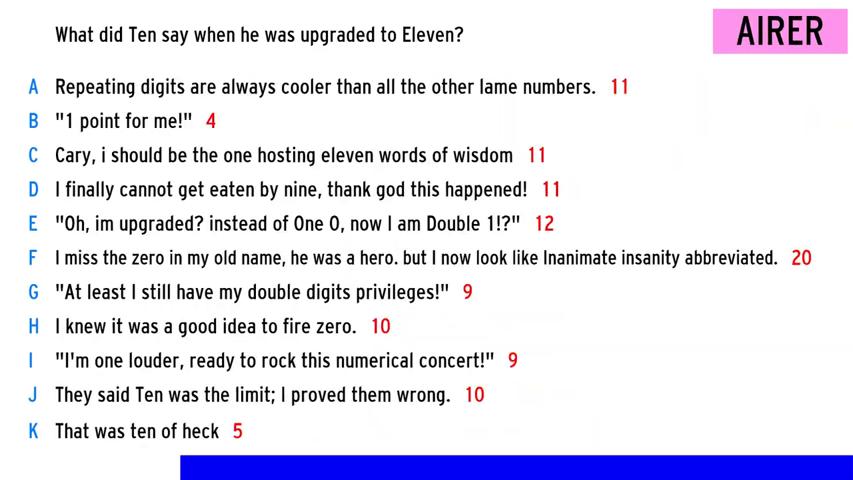 What did Ten say when he was upgraded to Eleven?
AIRER
A Repeating digits are always cooler than all the other lame numbers. 11
B "1 point for me!" 4
C Cary, i should be the one hosting eleven words of wisdom 11
D I finally cannot get eaten by nine, thank god this happened! 11
E "Oh, im upgraded? instead of One 0, now I am Double 1!?" 12
F I miss the zero in my old name, he was a hero. but I now look like Inanimate insanity abbreviated. 20
G "At least I still have my double digits privileges!" 9
H I knew it was a good idea to fire zero. 10
I "I'm one louder, ready to rock this numerical concert!" 9
J They said Ten was the limit; I proved them wrong. 10
K That was ten of heck 5